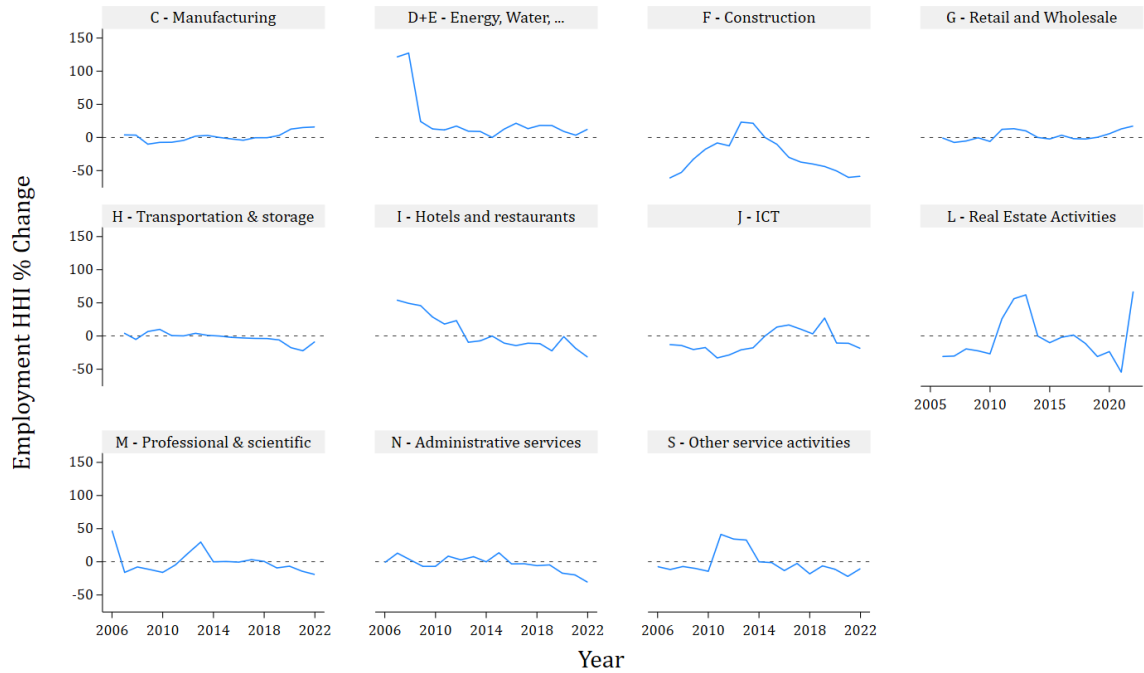 C - Manufacturing
D+E - Energy, Water, ...
F - Construction
G - Retail and Wholesale
150
100
50
0
-50
H - Transportation & storage
I - Hotels and restaurants
J - ICT
L - Real Estate Activities
150
100
50
0
-50
2005 2010 2015 2020
M - Professional & scientific
N - Administrative services
S - Other service activities
150
100
50
0
-50
2006 2010 2014 2018 2022
2006 2010 2014 2018 2022
2006 2010 2014 2018 2022
Employment HHI % Change
Year